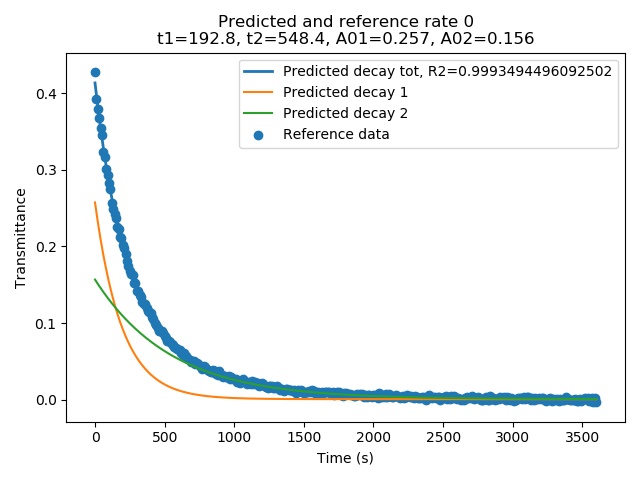 Predicted and reference rate 0
t1=192.8, t2=548.4, A01=0.257, A02=0.156
Predicted decay tot, R2=0.9993494496092502
Predicted decay 1
Predicted decay 2
Reference data
Transmittance
0.4
0.3
0.2
0.1
0.0
0 500 1000 1500 2000 2500 3000 3500
Time (s)